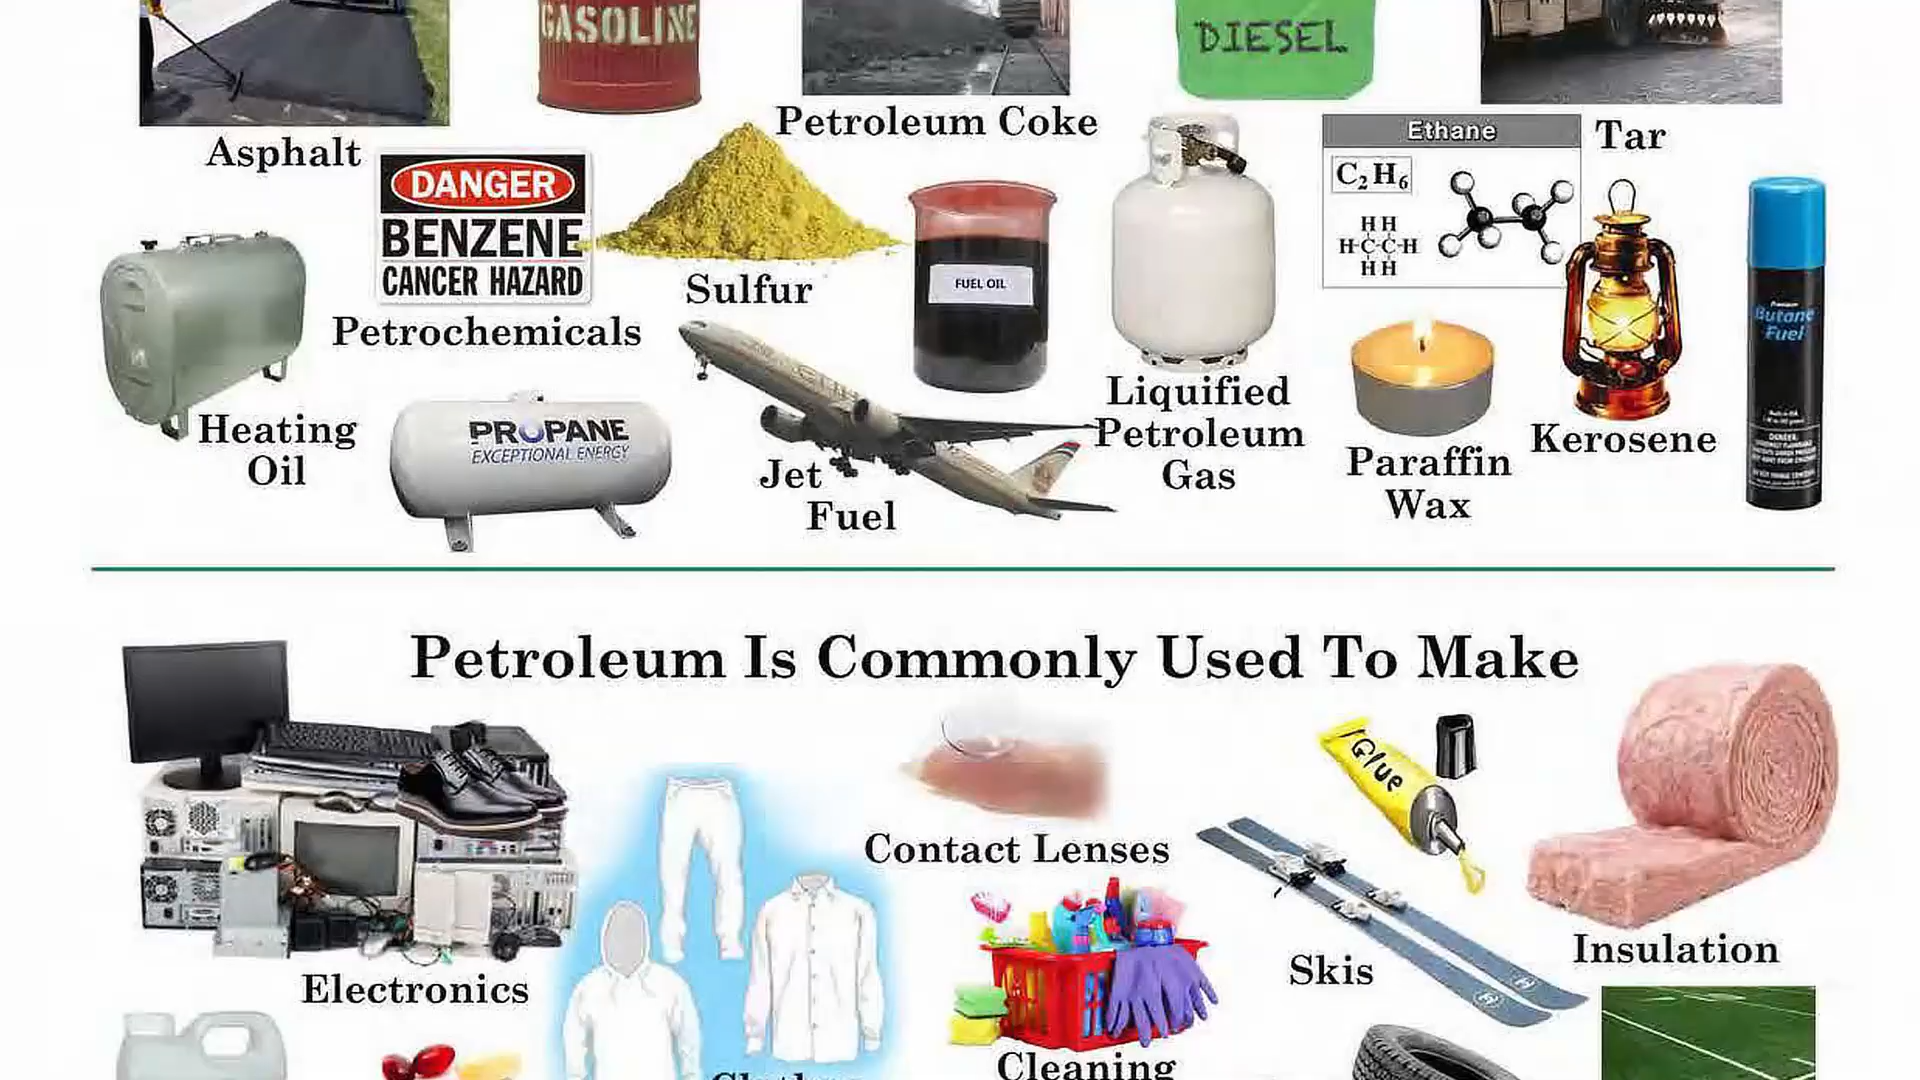 GASOLINE
DIESEL
Petroleum Coke
Asphalt
Ethane
Tar
C₂H₆
H H
H-C-C-H
H H
DANGER
BENZENE
CANCER HAZARD
Sulfur
FUEL OIL
Petrochemicals
Butane
Fuel
DANGER
Liquified
Petroleum
Gas
Heating
Oil
PROPANE
EXCEPTIONAL ENERGY
Jet
Fuel
Paraffin
Wax
Kerosene
Petroleum Is Commonly Used To Make
Glue
Contact Lenses
Skis
Insulation
Electronics
Cleaning